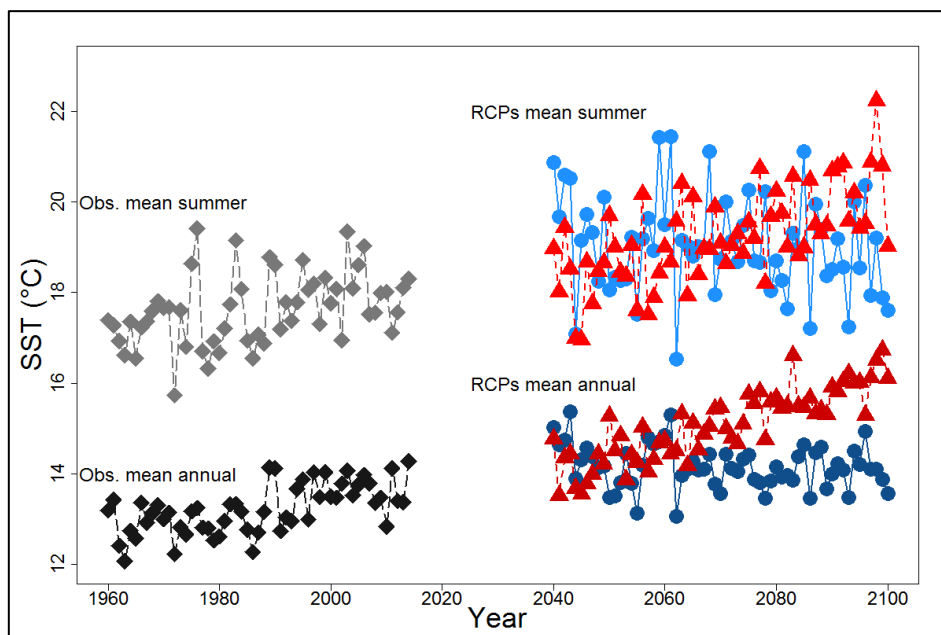 22
RCPs mean summer
20
Obs. mean summer
SST (°C)
18
16
RCPs mean annual
14
Obs. mean annual
12
1960 1980 2000 2020 2040 2060 2080 2100
Year